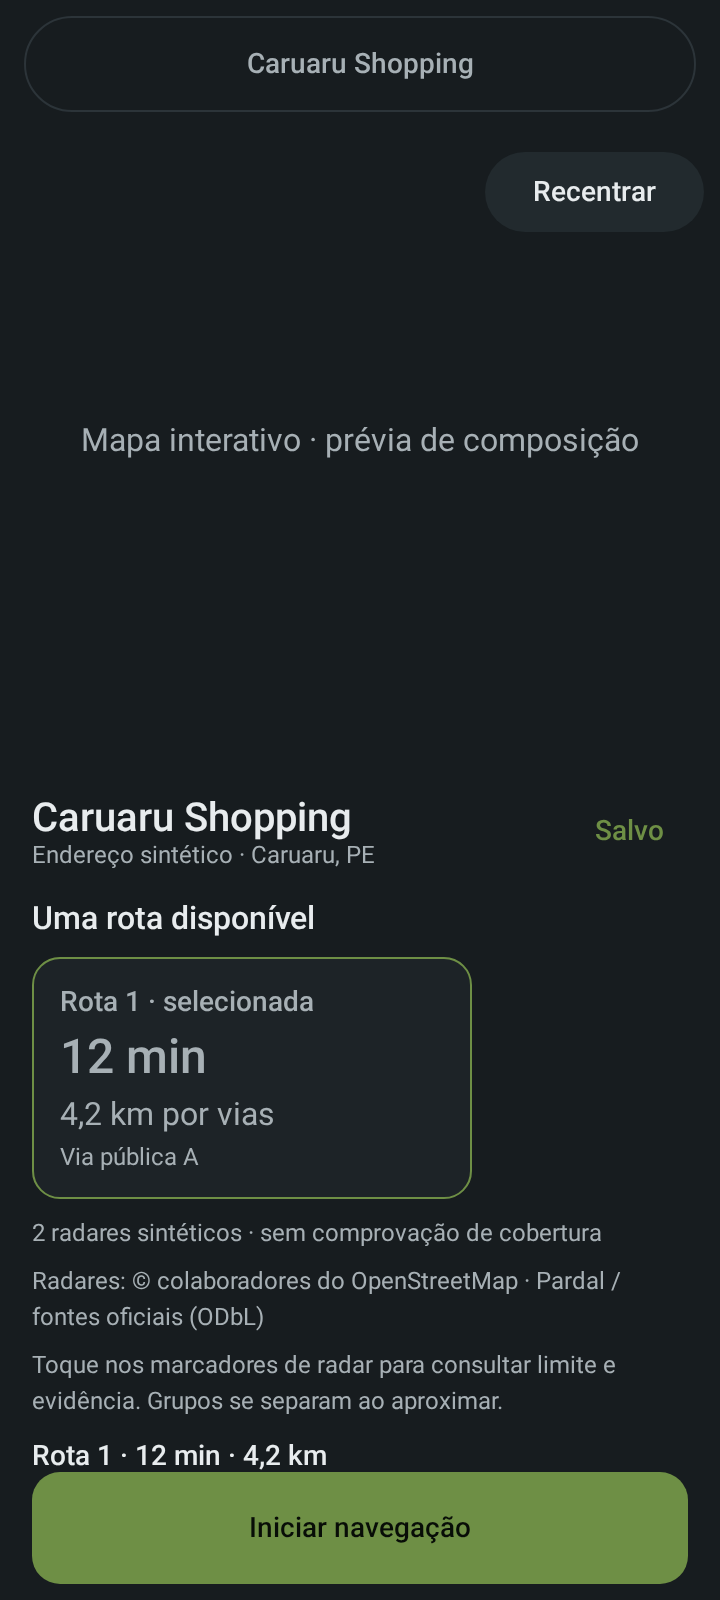 Caruaru Shopping
Recentrar
Mapa interativo · prévia de composição
Caruaru Shopping
Salvo
Endereço sintético · Caruaru, PE
Uma rota disponível
Rota 1 · selecionada
12 min
4,2 km por vias
Via pública A
2 radares sintéticos · sem comprovação de cobertura
Radares: © colaboradores do OpenStreetMap · Pardal /
fontes oficiais (ODbL)
Toque nos marcadores de radar para consultar limite e
evidência. Grupos se separam ao aproximar.
Rota 1 · 12 min · 4,2 km
Iniciar navegação